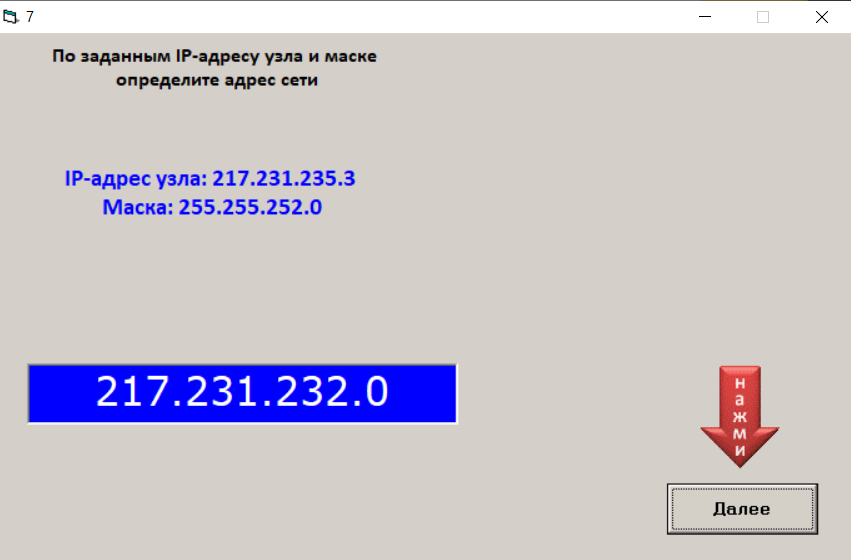 7
По заданным IP-адресу узла и маске
определите адрес сети
IP-адрес узла: 217.231.235.3
Маска: 255.255.252.0
217.231.232.0
нажми
Далее